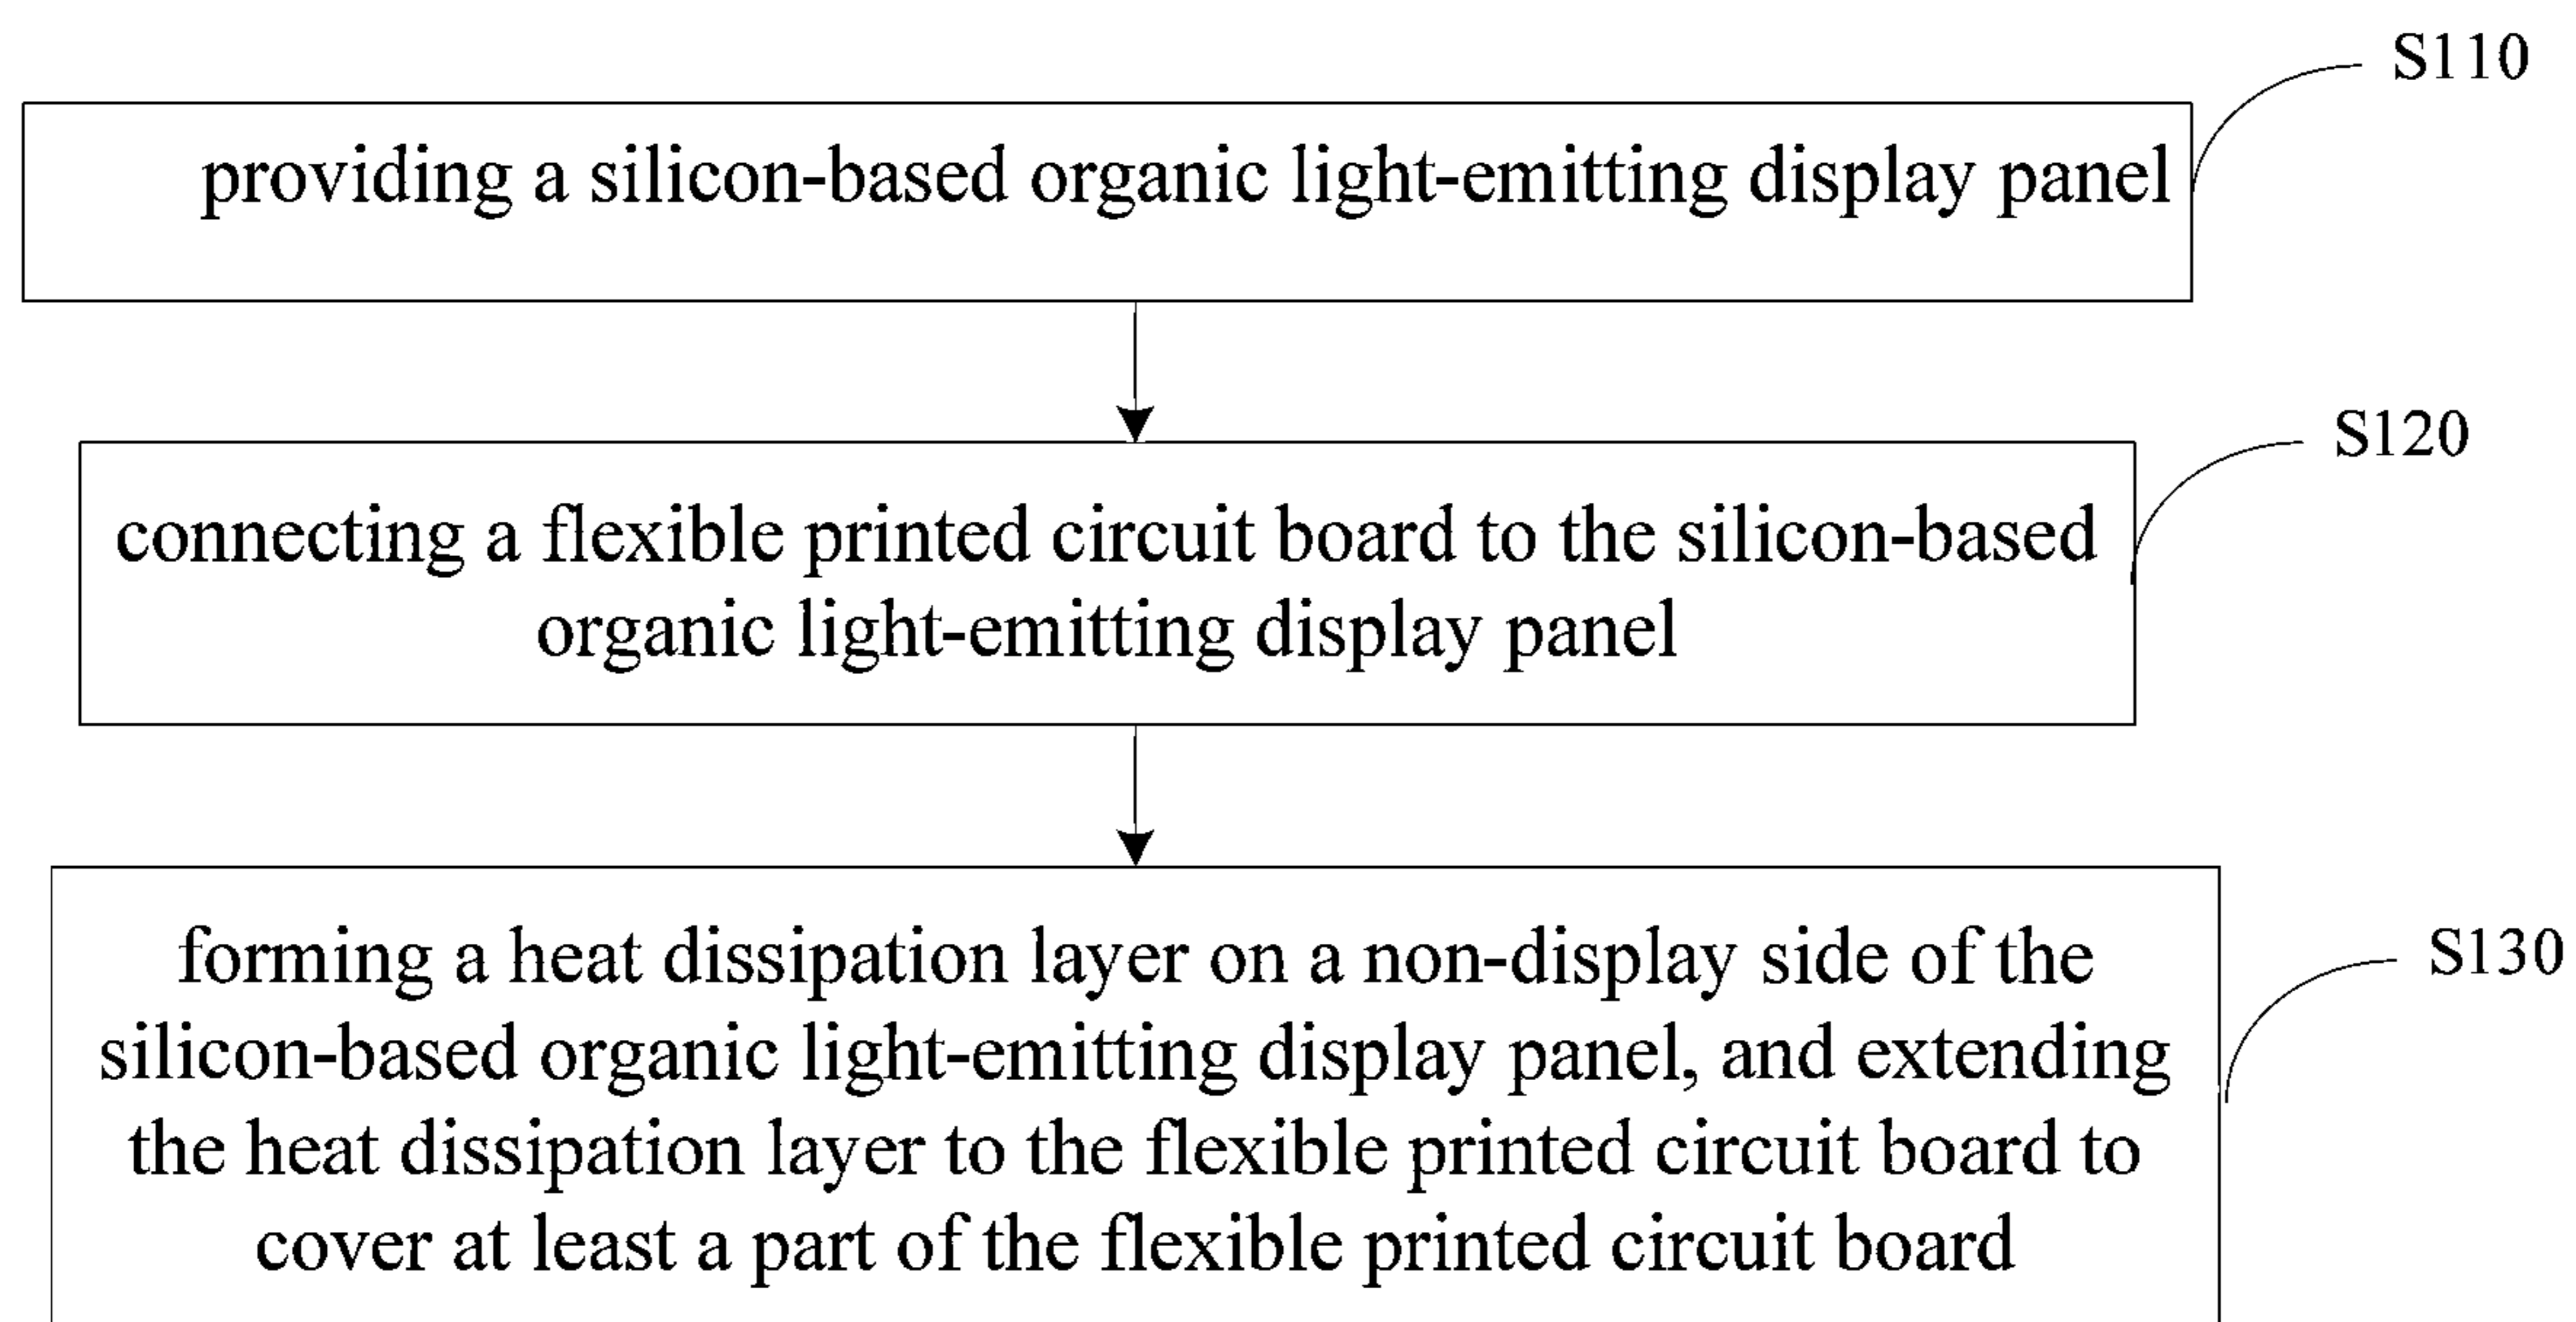 S110
providing a silicon-based organic light-emitting display panel
S120
connecting a flexible printed circuit board to the silicon-based
organic light-emitting display panel
S130
forming a heat dissipation layer on a non-display side of the
silicon-based organic light-emitting display panel, and extending
the heat dissipation layer to the flexible printed circuit board to
cover at least a part of the flexible printed circuit board